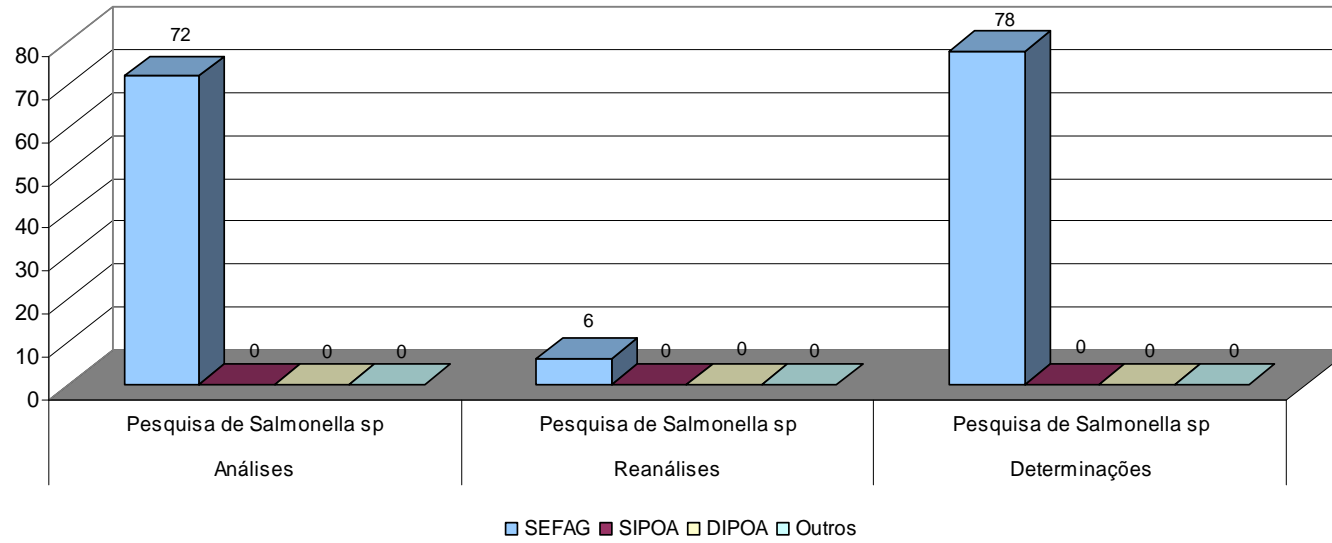 78
72
80
70
60
50
40
30
20
10
0
0 0 0
6
0 0 0
0 0 0
Pesquisa de Salmonella sp Pesquisa de Salmonella sp Pesquisa de Salmonella sp
Análises Reanálises Determinações
SEFAG SIPOA DIPOA Outros